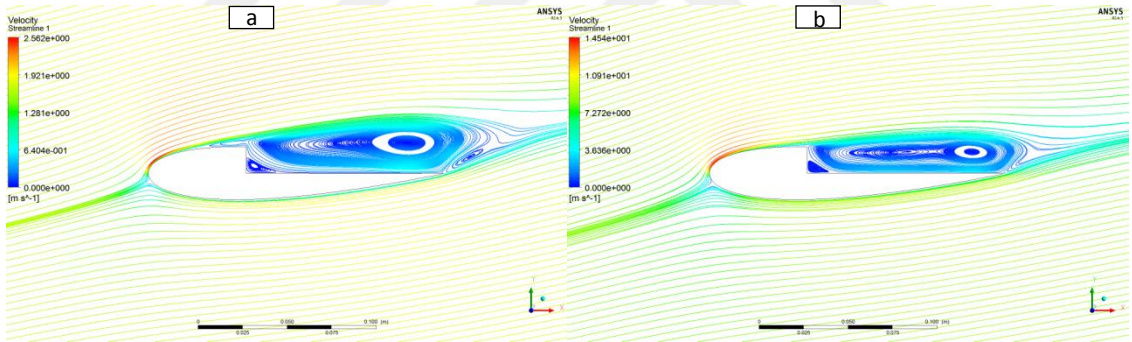 a
Velocity
Streamline 1
2.562e+000
1.921e+000
1.281e+000
6.404e-001
0.000e+000
[m s^-1]
ANSYS
Y
X
0 0.050 0.100 (m)
0.025 0.075
b
Velocity
Streamline 1
1.454e+001
1.091e+001
7.272e+000
3.636e+000
0.000e+000
[m s^-1]
ANSYS
Y
X
0 0.050 0.100 (m)
0.025 0.075